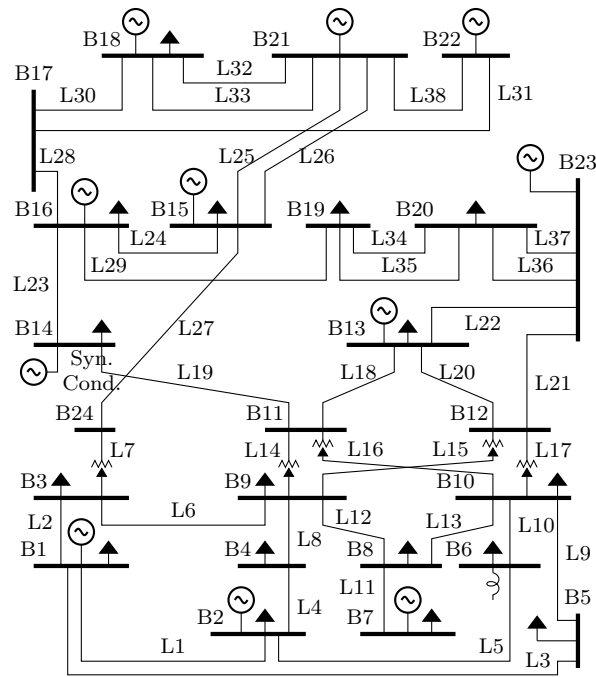 B18 B21 B22
L32
B17
L30 L33 L38 L31
L28 L25 L26 B23
B16 B15 B19 B20
L24 L34 L37
L29 L35 L36
L23
B14 L27 B13 L22
Syn.
Cond.
L19 L18 L20 L21
B24 B11 B12
L7 L14 L16 L15 L17
B3 B9 B10
L6 L12 L13 L10
L2
B1 B4 L8 B8 B6 L9
L11 B5
B2 L4 B7
L1 L5 L3